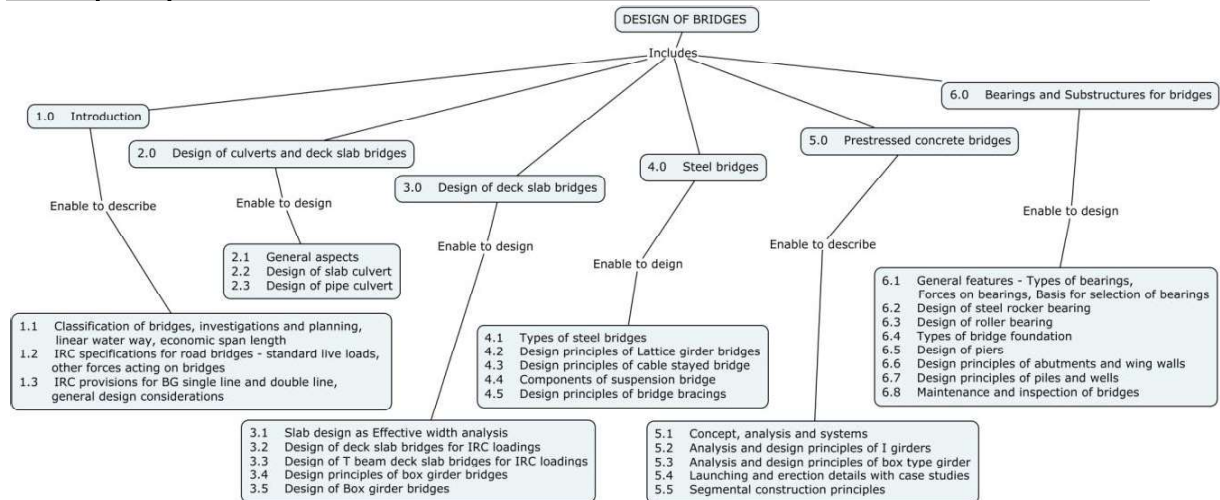 DESIGN OF BRIDGES
Includes
1.0 Introduction
2.0 Design of culverts and deck slab bridges
3.0 Design of deck slab bridges
4.0 Steel bridges
5.0 Prestressed concrete bridges
6.0 Bearings and Substructures for bridges
Enable to describe
1.1 Classification of bridges, investigations and planning,
linear water way, economic span length
1.2 IRC specifications for road bridges - standard live loads,
other forces acting on bridges
1.3 IRC provisions for BG single line and double line,
general design considerations
Enable to design
2.1 General aspects
2.2 Design of slab culvert
2.3 Design of pipe culvert
Enable to design
3.1 Slab design as Effective width analysis
3.2 Design of deck slab bridges for IRC loadings
3.3 Design of T beam deck slab bridges for IRC loadings
3.4 Design principles of box girder bridges
3.5 Design of Box girder bridges
Enable to deign
4.1 Types of steel bridges
4.2 Design principles of Lattice girder bridges
4.3 Design principles of cable stayed bridge
4.4 Components of suspension bridge
4.5 Design principles of bridge bracings
Enable to describe
5.1 Concept, analysis and systems
5.2 Analysis and design principles of I girders
5.3 Analysis and design principles of box type girder
5.4 Launching and erection details with case studies
5.5 Segmental construction principles
Enable to design
6.1 General features - Types of bearings,
Forces on bearings, Basis for selection of bearings
6.2 Design of steel rocker bearing
6.3 Design of roller bearing
6.4 Types of bridge foundation
6.5 Design of piers
6.6 Design principles of abutments and wing walls
6.7 Design principles of piles and wells
6.8 Maintenance and inspection of bridges